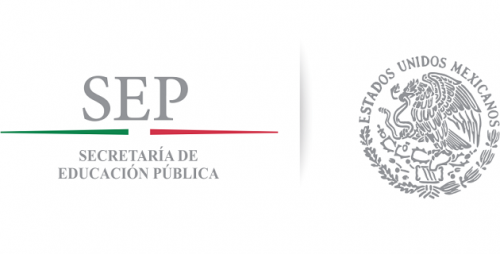 SEP
SECRETARÍA DE
EDUCACIÓN PÚBLICA
ESTADOS UNIDOS MEXICANOS